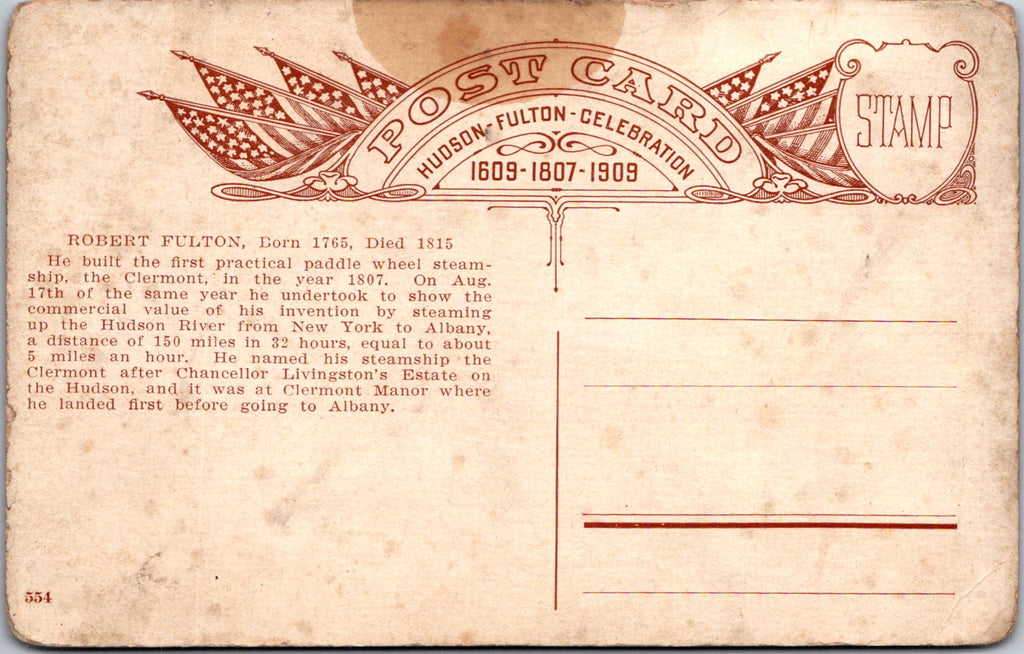 POST CARD
HUDSON-FULTON-CELEBRATION
1609-1807-1909
STAMP
ROBERT FULTON, Born 1765, Died 1815
He built the first practical paddle wheel steam-
ship, the Clermont, in the year 1807. On Aug.
17th of the same year he undertook to show the
commercial value of his invention by steaming
up the Hudson River from New York to Albany,
a distance of 150 miles in 32 hours, equal to about
5 miles an hour. He named his steamship the
Clermont after Chancellor Livingston's Estate on
the Hudson, and it was at Clermont Manor where
he landed first before going to Albany.
554